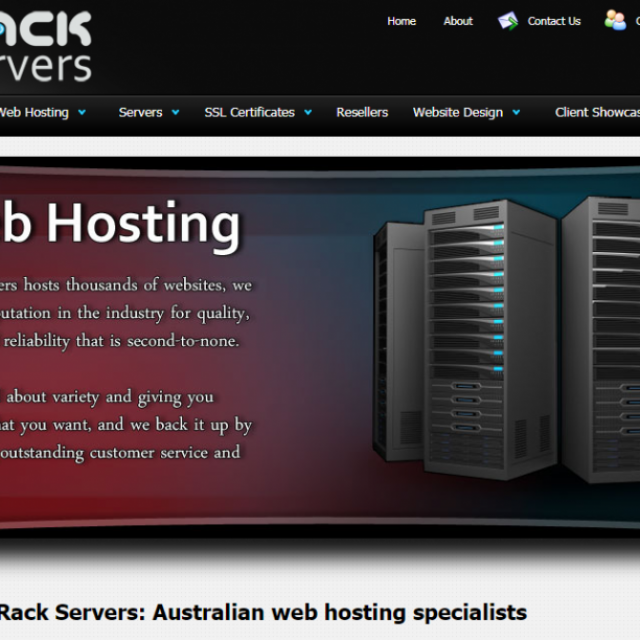 ACK
rvers
Home About Contact Us
Web Hosting Servers SSL Certificates Resellers Website Design Client Showcas
b Hosting
ers hosts thousands of websites, we
utation in the industry for quality,
reliability that is second-to-none.
about variety and giving you
at you want, and we back it up by
outstanding customer service and
Rack Servers: Australian web hosting specialists